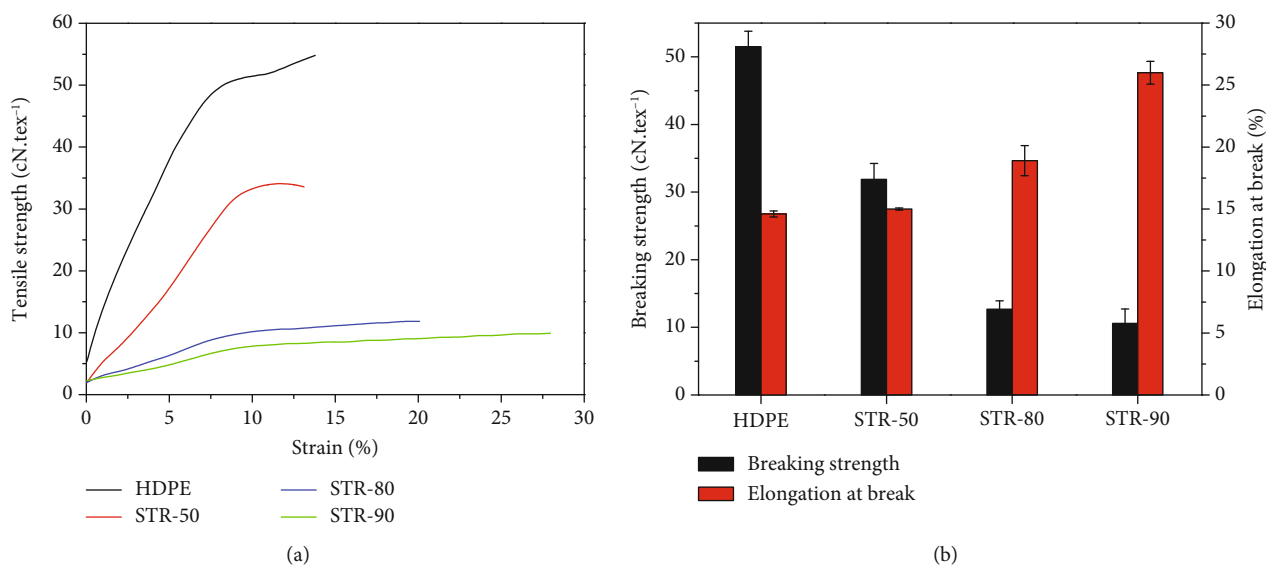 60
50
40
30
20
10
0
Tensile strength (cN.tex⁻¹)
0 5 10 15 20 25 30
Strain (%)
HDPE STR-80
STR-50 STR-90
(a)
50
40
30
20
10
0
Breaking strength (cN.tex⁻¹)
30
25
20
15
10
5
0
Elongation at break (%)
HDPE STR-50 STR-80 STR-90
Breaking strength
Elongation at break
(b)